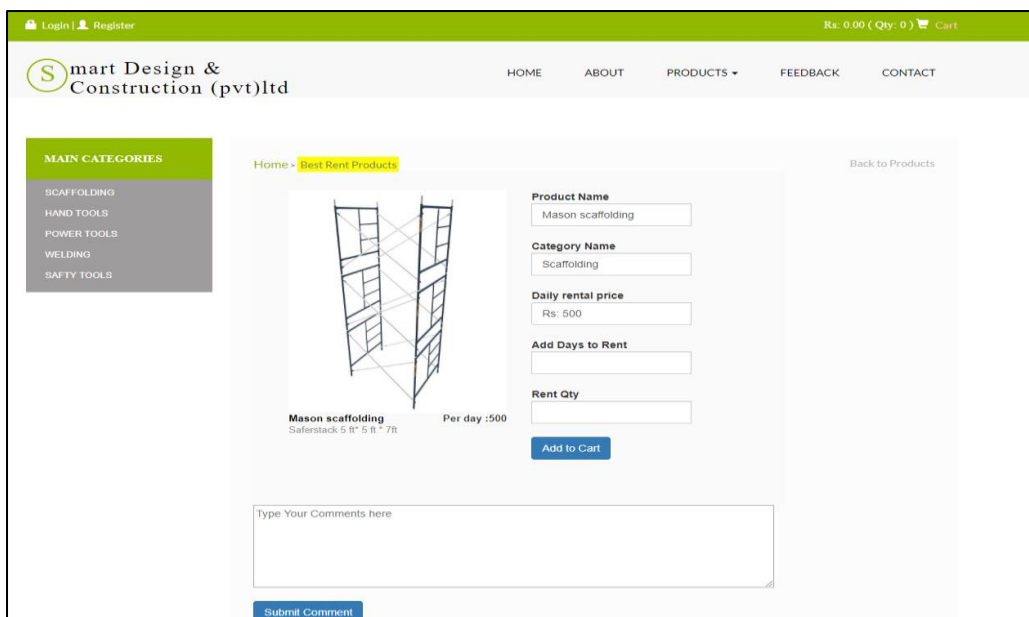 Login | Register
Rs: 0.00 ( Qty: 0 ) Cart
S mart Design &
Construction (pvt)ltd
HOME ABOUT PRODUCTS FEEDBACK CONTACT
MAIN CATEGORIES
SCAFFOLDING
HAND TOOLS
POWER TOOLS
WELDING
SAFTY TOOLS
Home » Best Rent Products
Back to Products
Mason scaffolding Per day :500
Saferstack 5 ft* 5 ft * 7ft
Product Name
Mason scaffolding
Category Name
Scaffolding
Daily rental price
Rs: 500
Add Days to Rent
Rent Qty
Add to Cart
Type Your Comments here
Submit Comment